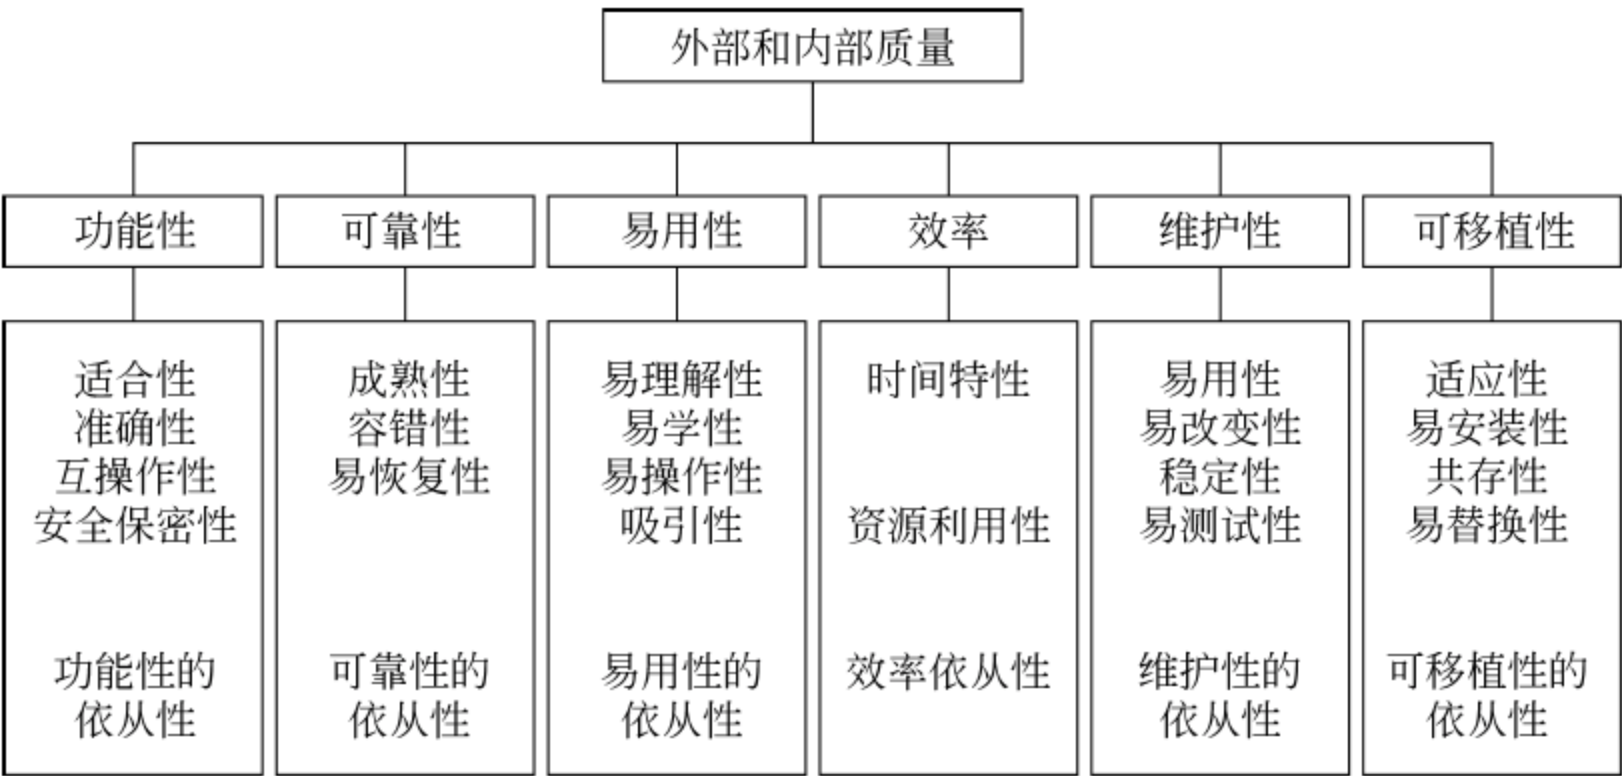 外部和内部质量
功能性
可靠性
易用性
效率
维护性
可移植性
适合性
准确性
互操作性
安全保密性
功能性的
依从性
成熟性
容错性
易恢复性
可靠性的
依从性
易理解性
易学性
易操作性
吸引性
易用性的
依从性
时间特性
资源利用性
效率依从性
易用性
易改变性
稳定性
易测试性
维护性的
依从性
适应性
易安装性
共存性
易替换性
可移植性的
依从性